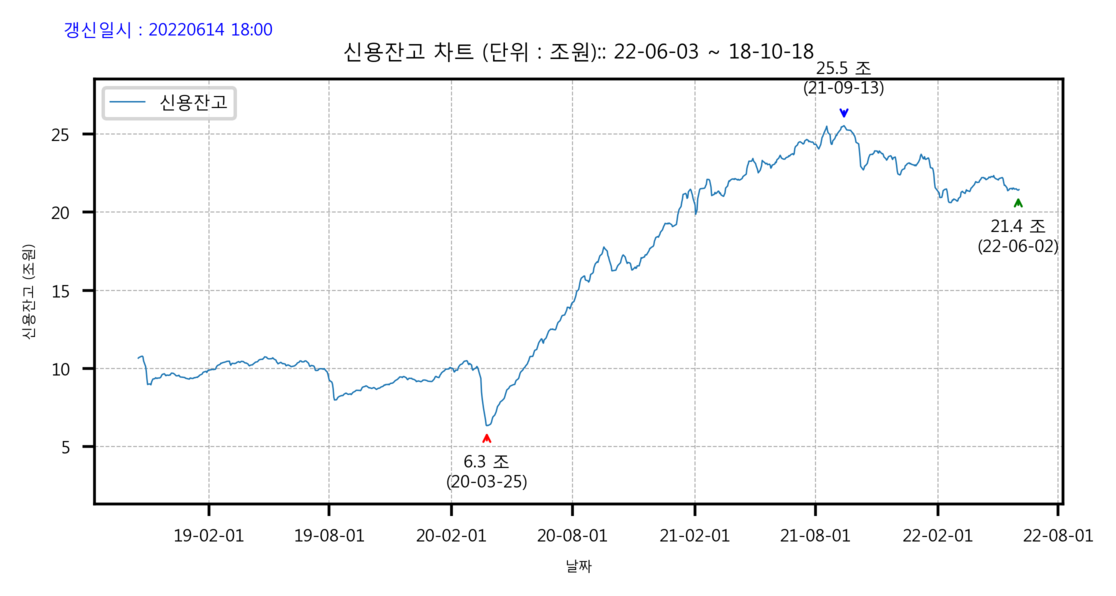 갱신일시 : 20220614 18:00
신용잔고 차트 (단위 : 조원):: 22-06-03 ~ 18-10-18
25.5 조
(21-09-13)
신용잔고
25
20
15
10
5
신용잔고 (조원)
21.4 조
(22-06-02)
6.3 조
(20-03-25)
19-02-01
19-08-01
20-02-01
20-08-01
21-02-01
21-08-01
22-02-01
22-08-01
날짜